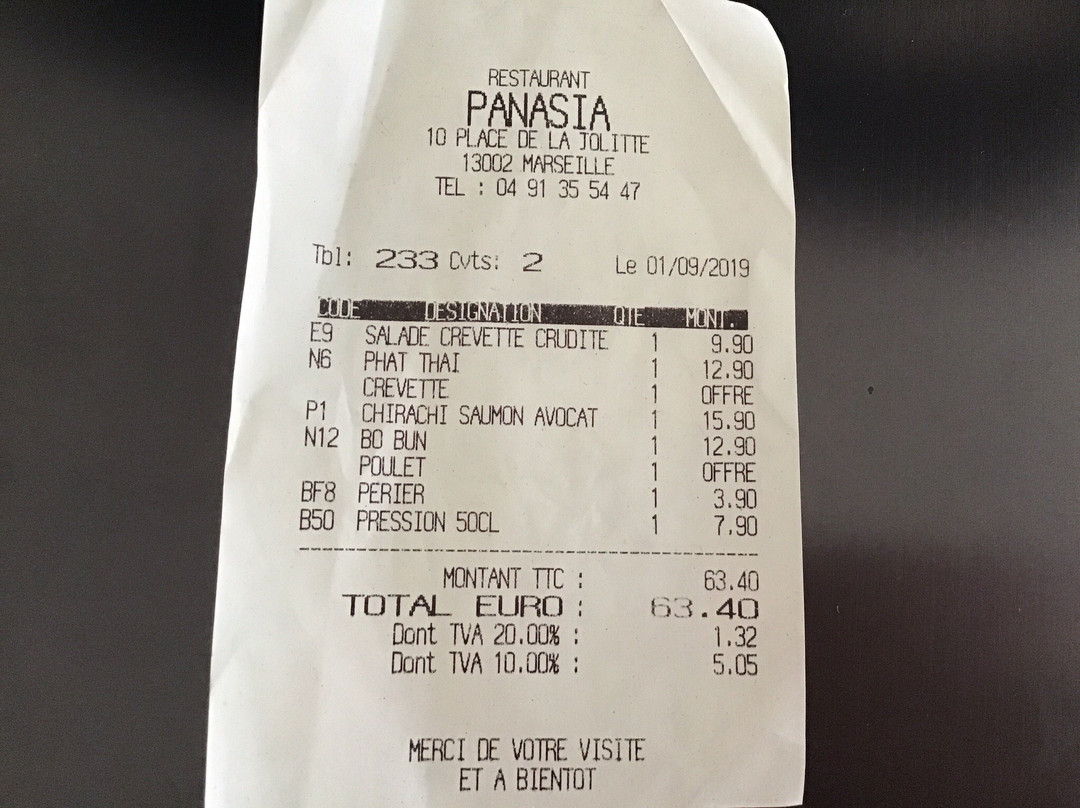 RESTAURANT
PANASIA
10 PLACE DE LA JOLITTE
13002 MARSEILLE
TEL : 04 91 35 54 47
Tbl: 233 Cvts: 2 Le 01/09/2019
CODE DESIGNATION QTE MONT.
E9 SALADE CREVETTE CRUDITE 1 9.90
N6 PHAT THAI 1 12.90
CREVETTE 1 OFFRE
P1 CHIRACHI SAUMON AVOCAT 1 15.90
N12 BO BUN 1 12.90
POULET 1 OFFRE
BF8 PERIER 1 3.90
B50 PRESSION 50CL 1 7.90
MONTANT TTC : 63.40
TOTAL EURO : 63.40
Dont TVA 20.00% : 1.32
Dont TVA 10.00% : 5.05
MERCI DE VOTRE VISITE
ET A BIENTOT